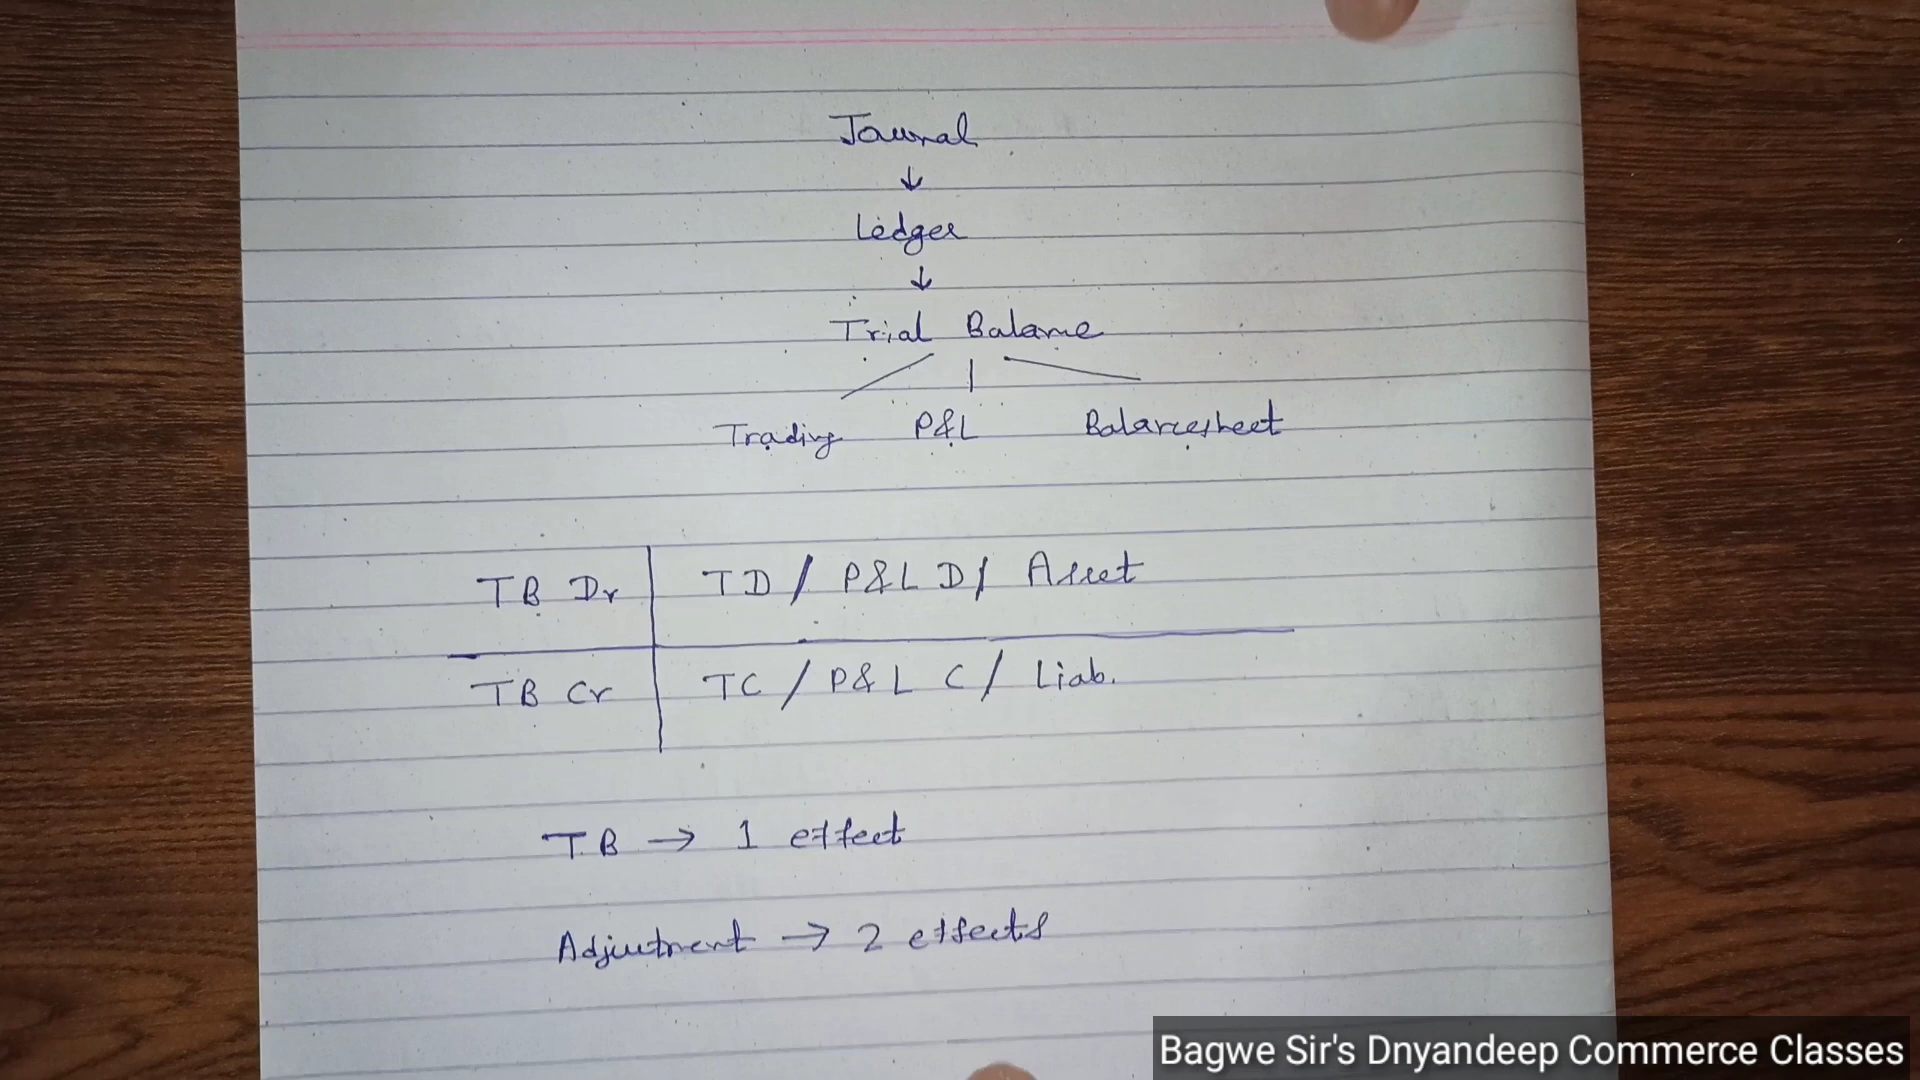 Journal
↓
Ledger
↓
Trial Balance
Trading P&L Balancesheet
TB Dr TD / P&L D/ Asset
TB Cr TC / P&L C / Liab.
TB → 1 effect
Adjustment → 2 effects
Bagwe Sir's Dnyandeep Commerce Classes